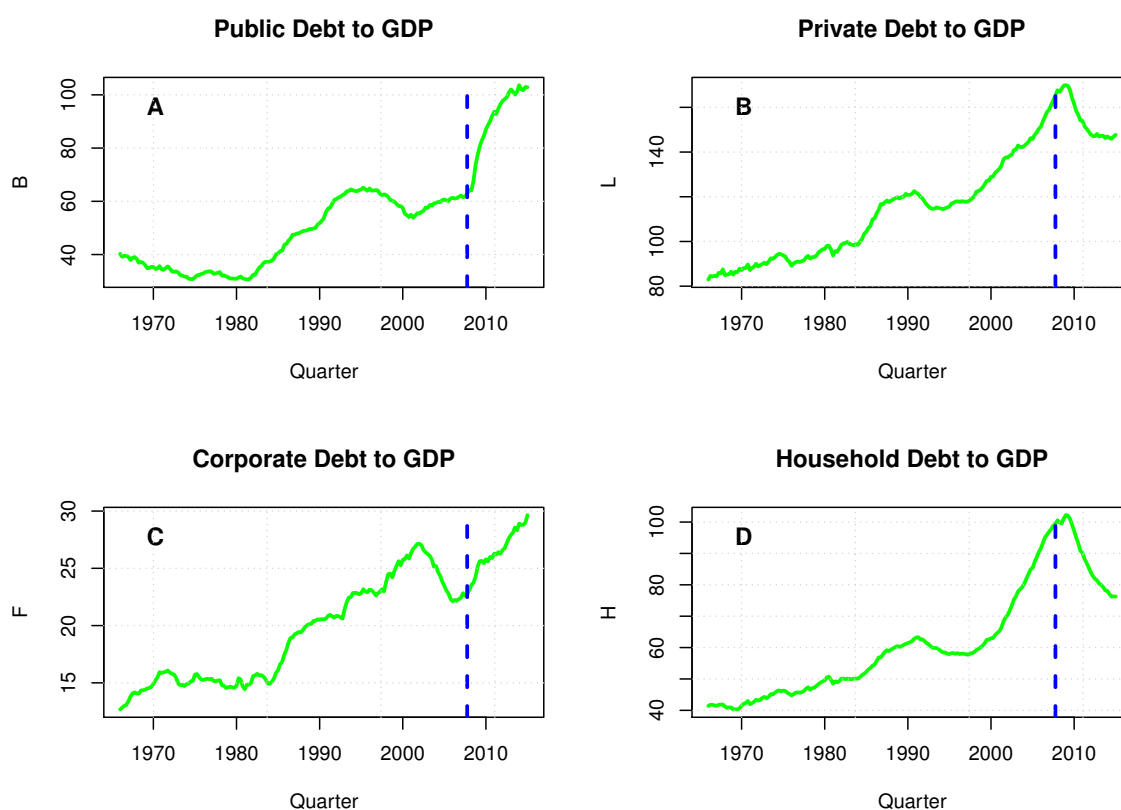 Public Debt to GDP
A
B
100
80
60
40
1970 1980 1990 2000 2010
Quarter
Private Debt to GDP
B
L
140
100
80
1970 1980 1990 2000 2010
Quarter
Corporate Debt to GDP
C
F
30
25
20
15
1970 1980 1990 2000 2010
Quarter
Household Debt to GDP
D
H
100
80
60
40
1970 1980 1990 2000 2010
Quarter